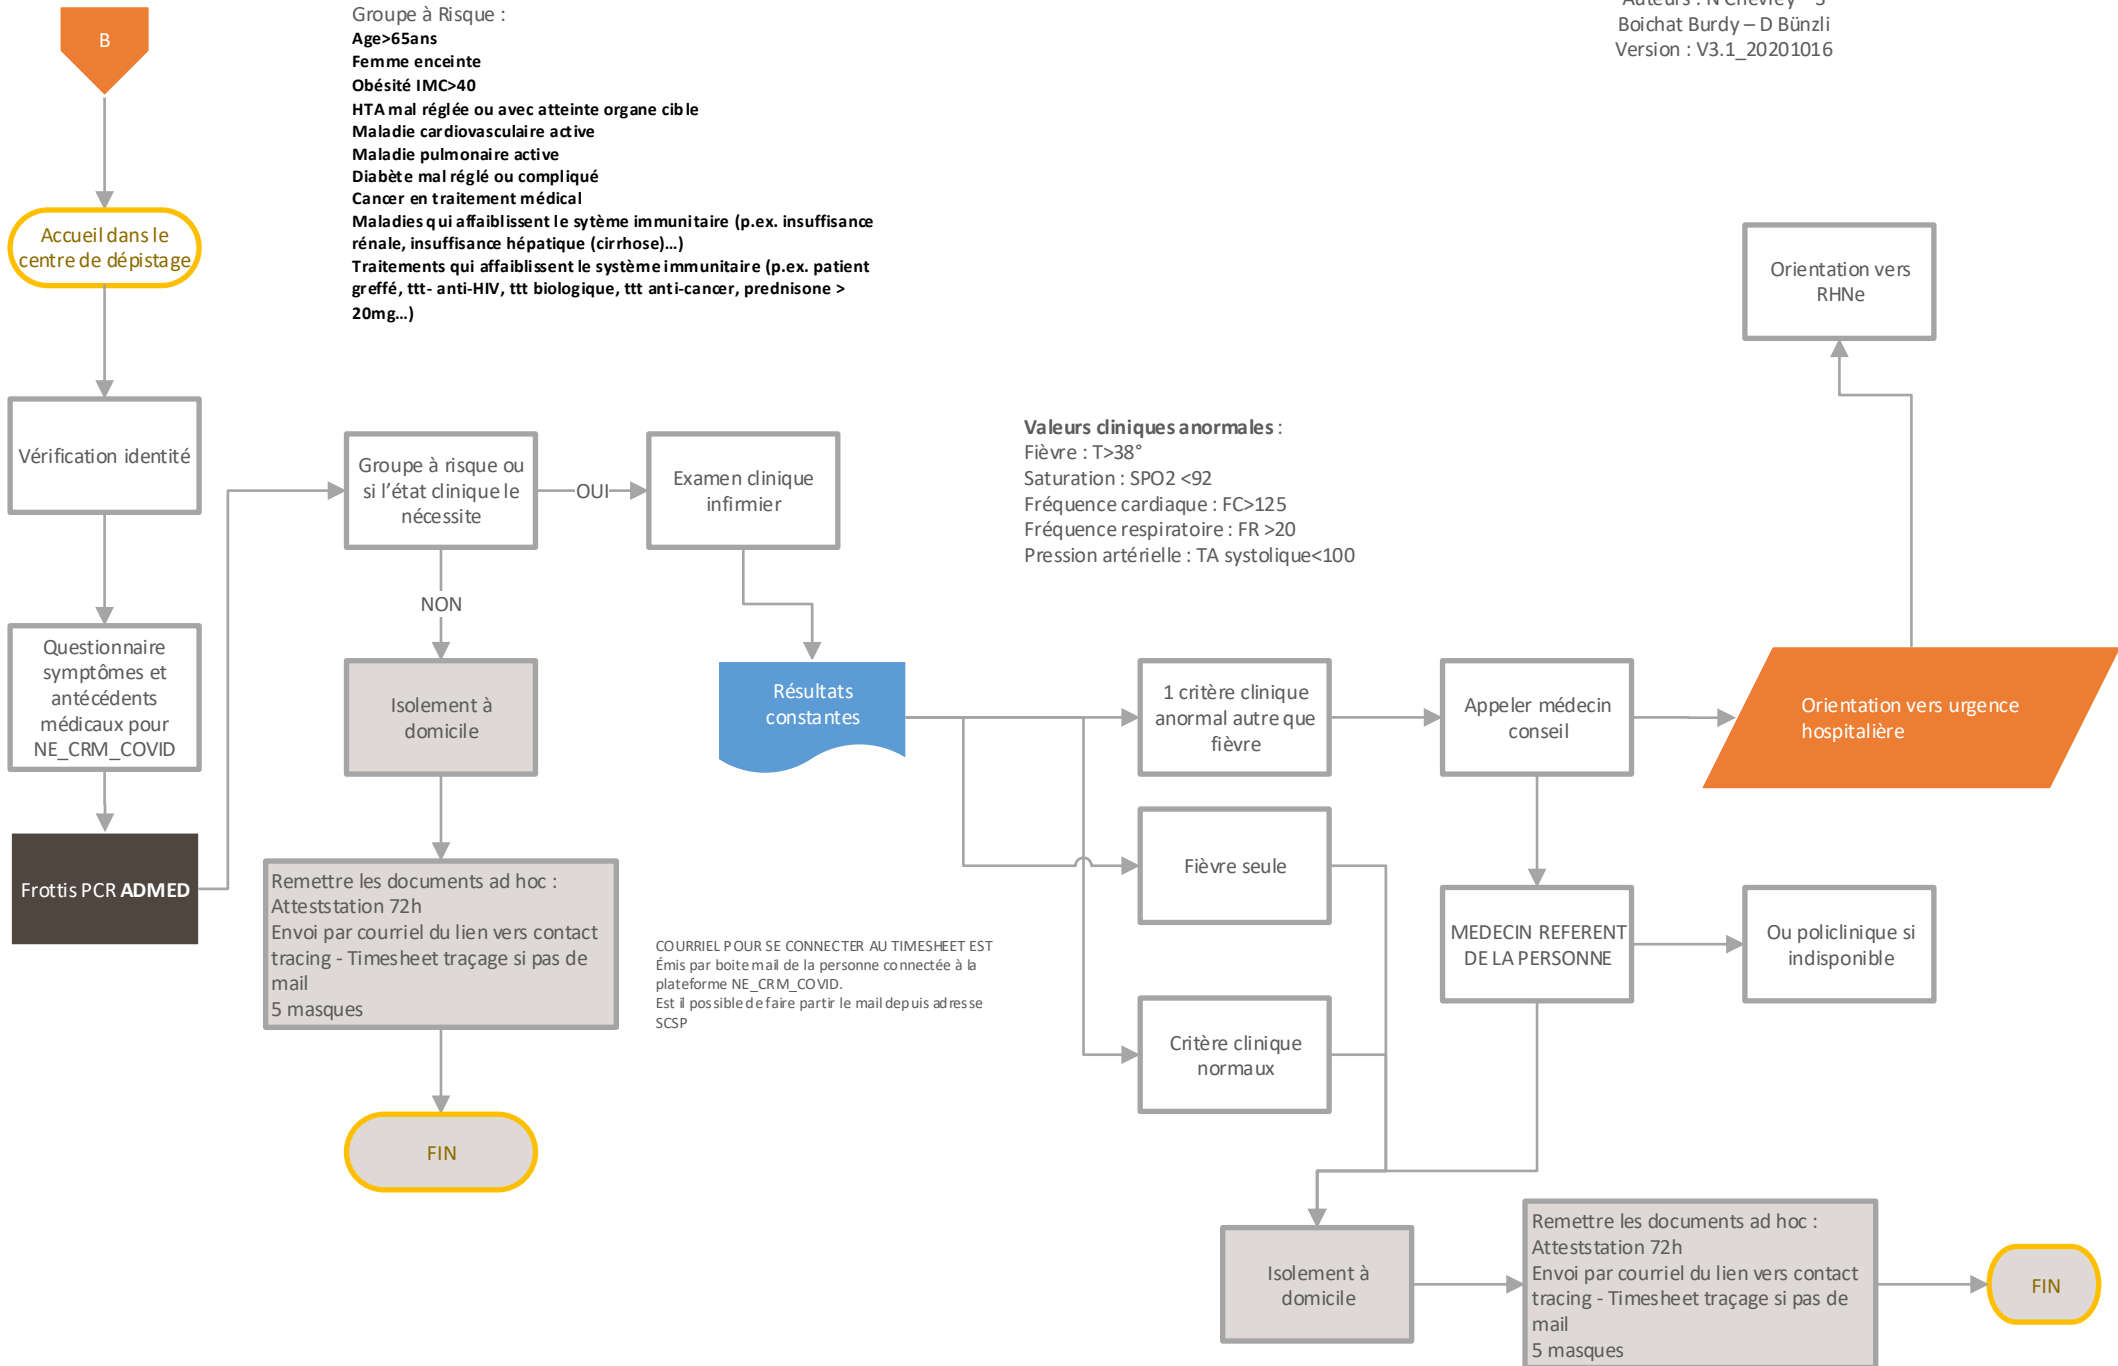 B
Groupe à Risque :
Age>65ans
Femme enceinte
Obésité IMC>40
HTA mal réglée ou avec atteinte organe cible
Maladie cardiovasculaire active
Maladie pulmonaire active
Diabète mal réglé ou compliqué
Cancer en traitement médical
Maladies qui affaiblissent le sytème immunitaire (p.ex. insuffisance
rénale, insuffisance hépatique (cirrhose)...)
Traitements qui affaiblissent le système immunitaire (p.ex. patient
greffé, ttt- anti-HIV, ttt biologique, ttt anti-cancer, prednisone >
20mg...)
Auteurs : N Chevrey – S
Boichat Burdy – D Bünzli
Version : V3.1_20201016
Accueil dans le
centre de dépistage
Orientation vers
RHNe
Vérification identité
Groupe à risque ou
si l'état clinique le
nécessite
OUI
Examen clinique
infirmier
Valeurs cliniques anormales :
Fièvre : T>38°
Saturation : SPO2 <92
Fréquence cardiaque : FC>125
Fréquence respiratoire : FR >20
Pression artérielle : TA systolique<100
NON
Questionnaire
symptômes et
antécédents
médicaux pour
NE_CRM_COVID
Isolement à
domicile
Résultats
constantes
1 critère clinique
anormal autre que
fièvre
Appeler médecin
conseil
Orientation vers urgence
hospitalière
Frottis PCR ADMED
Remettre les documents ad hoc :
Atteststation 72h
Envoi par courriel du lien vers contact
tracing - Timesheet traçage si pas de
mail
5 masques
COURRIEL POUR SE CONNECTER AU TIMESHEET EST
Émis par boite mail de la personne connectée à la
plateforme NE_CRM_COVID.
Est il possible de faire partir le mail depuis adresse
SCSP
Fièvre seule
MEDECIN REFERENT
DE LA PERSONNE
Ou policlinique si
indisponible
Critère clinique
normaux
FIN
Isolement à
domicile
Remettre les documents ad hoc :
Atteststation 72h
Envoi par courriel du lien vers contact
tracing - Timesheet traçage si pas de
mail
5 masques
FIN